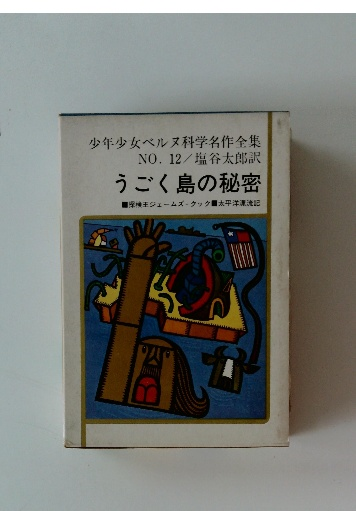 少年少女ベルヌ科学名作全集
NO. 12/塩谷太郎訳
うごく島の秘密
■探検王ジェームズ・クック■太平洋漂流記